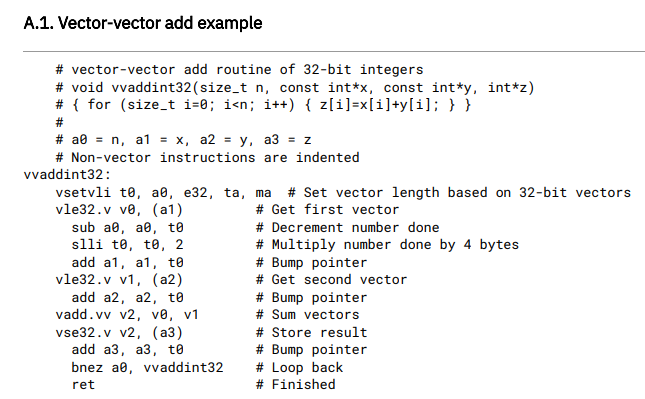 A.1. Vector-vector add example
# vector-vector add routine of 32-bit integers
# void vvaddint32(size_t n, const int*x, const int*y, int*z)
# { for (size_t i=0; i<n; i++) { z[i]=x[i]+y[i]; } }
#
# a0 = n, a1 = x, a2 = y, a3 = z
# Non-vector instructions are indented
vvaddint32:
vsetvli t0, a0, e32, ta, ma # Set vector length based on 32-bit vectors
vle32.v v0, (a1) # Get first vector
sub a0, a0, t0 # Decrement number done
slli t0, t0, 2 # Multiply number done by 4 bytes
add a1, a1, t0 # Bump pointer
vle32.v v1, (a2) # Get second vector
add a2, a2, t0 # Bump pointer
vadd.vv v2, v0, v1 # Sum vectors
vse32.v v2, (a3) # Store result
add a3, a3, t0 # Bump pointer
bnez a0, vvaddint32 # Loop back
ret # Finished